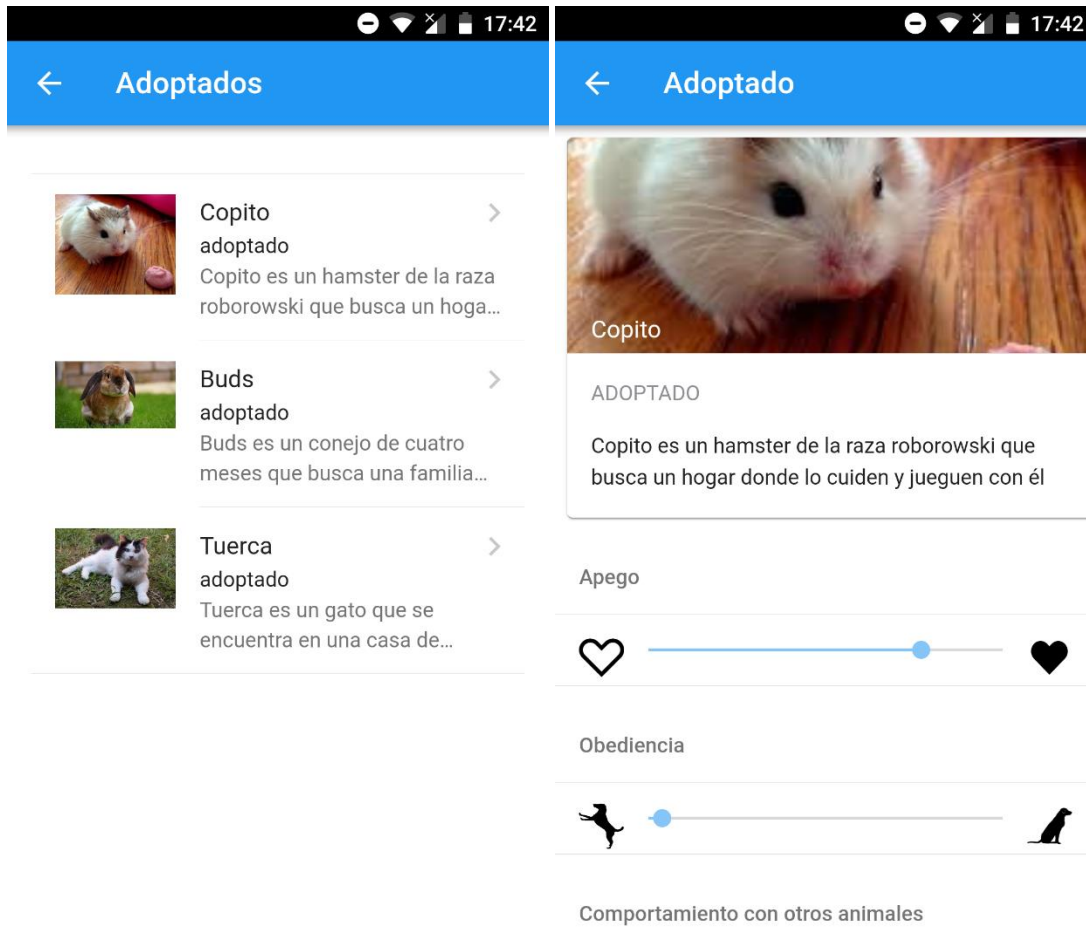 17:42
Adoptados
Copito
adoptado
Copito es un hamster de la raza
roborowski que busca un hoga...
Buds
adoptado
Buds es un conejo de cuatro
meses que busca una familia...
Tuerca
adoptado
Tuerca es un gato que se
encuentra en una casa de...
17:42
Adoptado
Copito
ADOPTADO
Copito es un hamster de la raza roborowski que
busca un hogar donde lo cuiden y jueguen con él
Apego
Obediencia
Comportamiento con otros animales